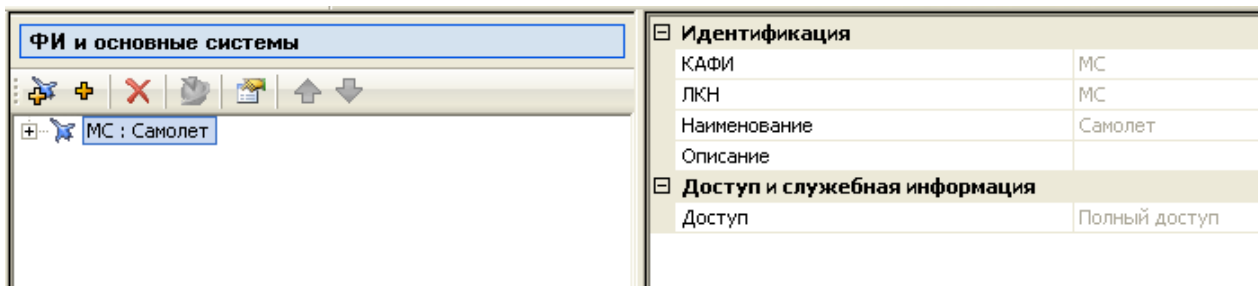 ФИ и основные системы
МС : Самолет
Идентификация
КАФИ МС
ЛКН МС
Наименование Самолет
Описание
Доступ и служебная информация
Доступ Полный доступ